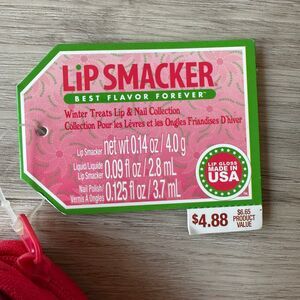 LiP SMACKER
BEST FLAVOR FOREVER™
Winter Treats Lip & Nail Collection
Collection Pour les Lèvres et les Ongles Friandises D'hiver
Lip Smacker net wt 0.14 oz / 4.0 g
Liquid/Liquide
Lip Smacker 0.09 fl oz / 2.8 mL
Nail Polish/
Vernis A Ongles 0.125 fl oz / 3.7 mL
LIP GLOSS
MADE IN
USA
$4.88
$6.65
PRODUCT
VALUE